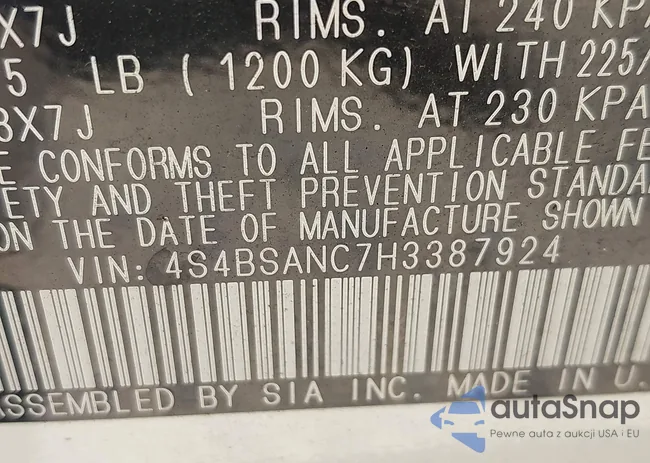 X7J RIMS. AT 240 KPA
5 LB (1200 KG) WITH 225/
8X7J RIMS. AT 230 KPA
E CONFORMS TO ALL APPLICABLE FE
ETY AND THEFT PREVENTION STANDA
ON THE DATE OF MANUFACTURE SHOWN
VIN: 4S4BSANC7H3387924
ASSEMBLED BY SIA INC. MADE IN U.
autaSnap
Pewne auta z aukcji USA i EU